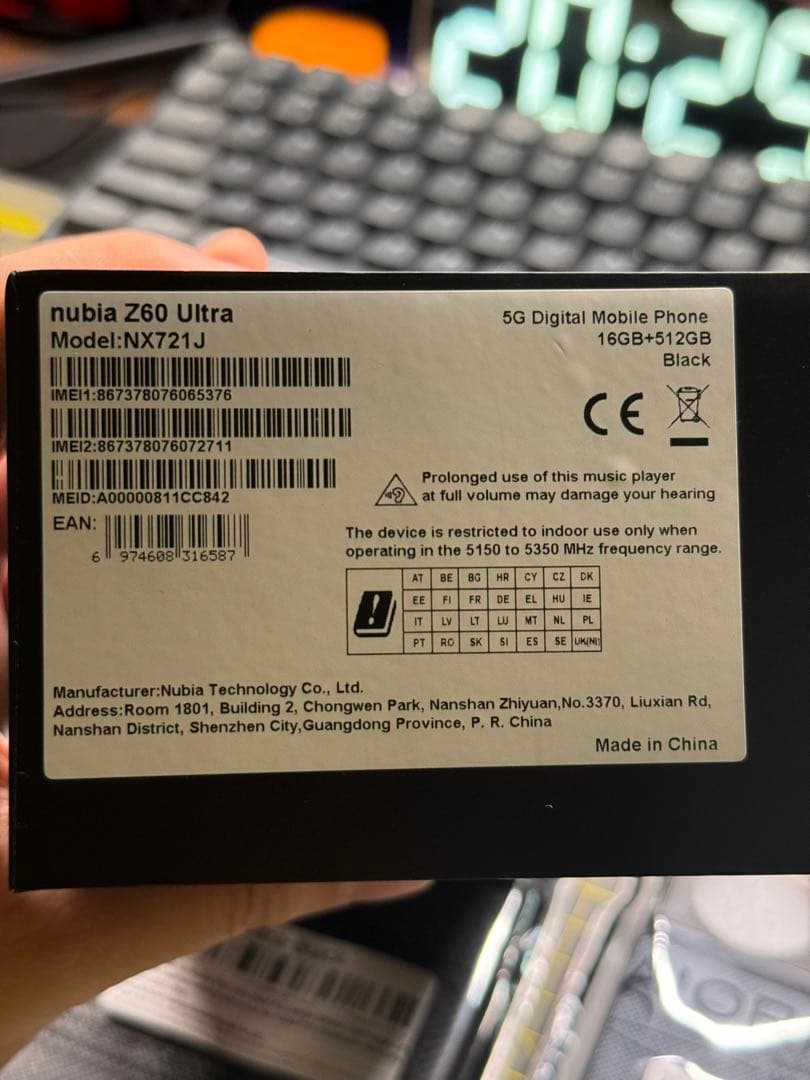 20:25
nubia Z60 Ultra
Model:NX721J
5G Digital Mobile Phone
16GB+512GB
Black
IMEI1:867378076065376
IMEI2:867378076072711
MEID:A00000811CC842
EAN:
6 974608 316587
CE
Prolonged use of this music player
at full volume may damage your hearing
The device is restricted to indoor use only when
operating in the 5150 to 5350 MHz frequency range.
AT BE BG HR CY CZ DK
EE FI FR DE EL HU IE
IT LV LT LU MT NL PL
PT RO SK SI ES SE UK(NI)
Manufacturer:Nubia Technology Co., Ltd.
Address:Room 1801, Building 2, Chongwen Park, Nanshan Zhiyuan,No.3370, Liuxian Rd,
Nanshan District, Shenzhen City,Guangdong Province, P. R. China
Made in China